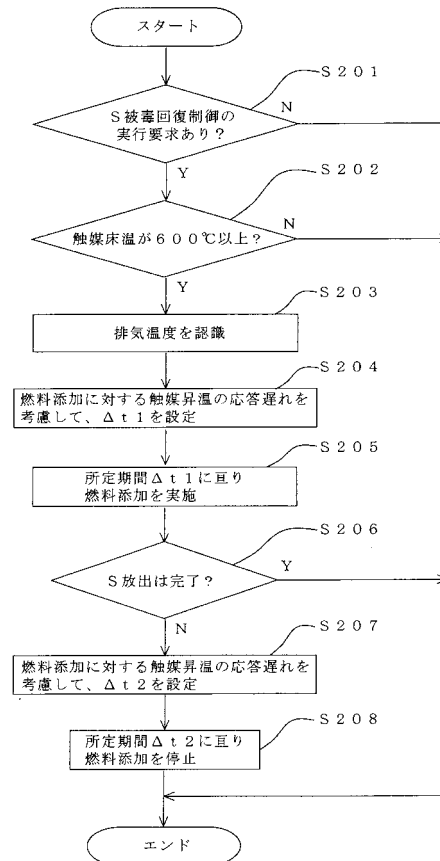 スタート
S201
S被毒回復制御の
実行要求あり?
N
Y
S202
触媒床温が600℃以上?
N
Y
S203
排気温度を認識
S204
燃料添加に対する触媒昇温の応答遅れを
考慮して、Δt1を設定
S205
所定期間Δt1に亘り
燃料添加を実施
S206
S放出は完了?
Y
N
S207
燃料添加に対する触媒昇温の応答遅れを
考慮して、Δt2を設定
S208
所定期間Δt2に亘り
燃料添加を停止
エンド